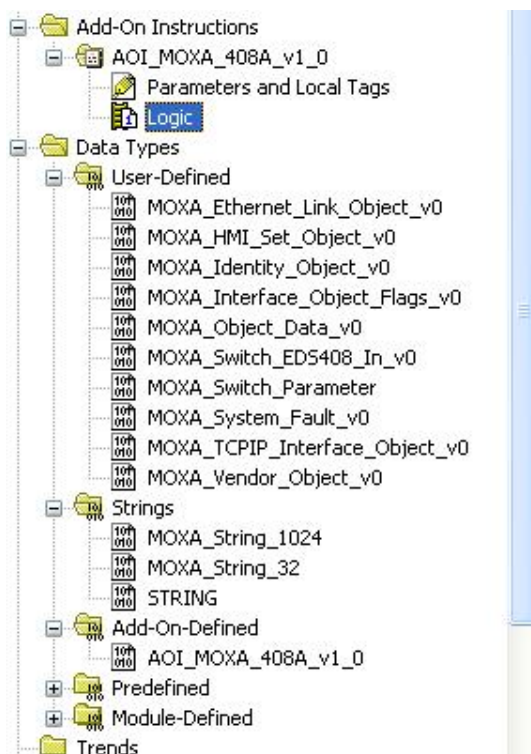 Add-On Instructions
AOI_MOXA_408A_v1_0
Parameters and Local Tags
Logic
Data Types
User-Defined
MOXA_Ethernet_Link_Object_v0
MOXA_HMI_Set_Object_v0
MOXA_Identity_Object_v0
MOXA_Interface_Object_Flags_v0
MOXA_Object_Data_v0
MOXA_Switch_EDS408_In_v0
MOXA_Switch_Parameter
MOXA_System_Fault_v0
MOXA_TCPIP_Interface_Object_v0
MOXA_Vendor_Object_v0
Strings
MOXA_String_1024
MOXA_String_32
STRING
Add-On-Defined
AOI_MOXA_408A_v1_0
Predefined
Module-Defined
Trends